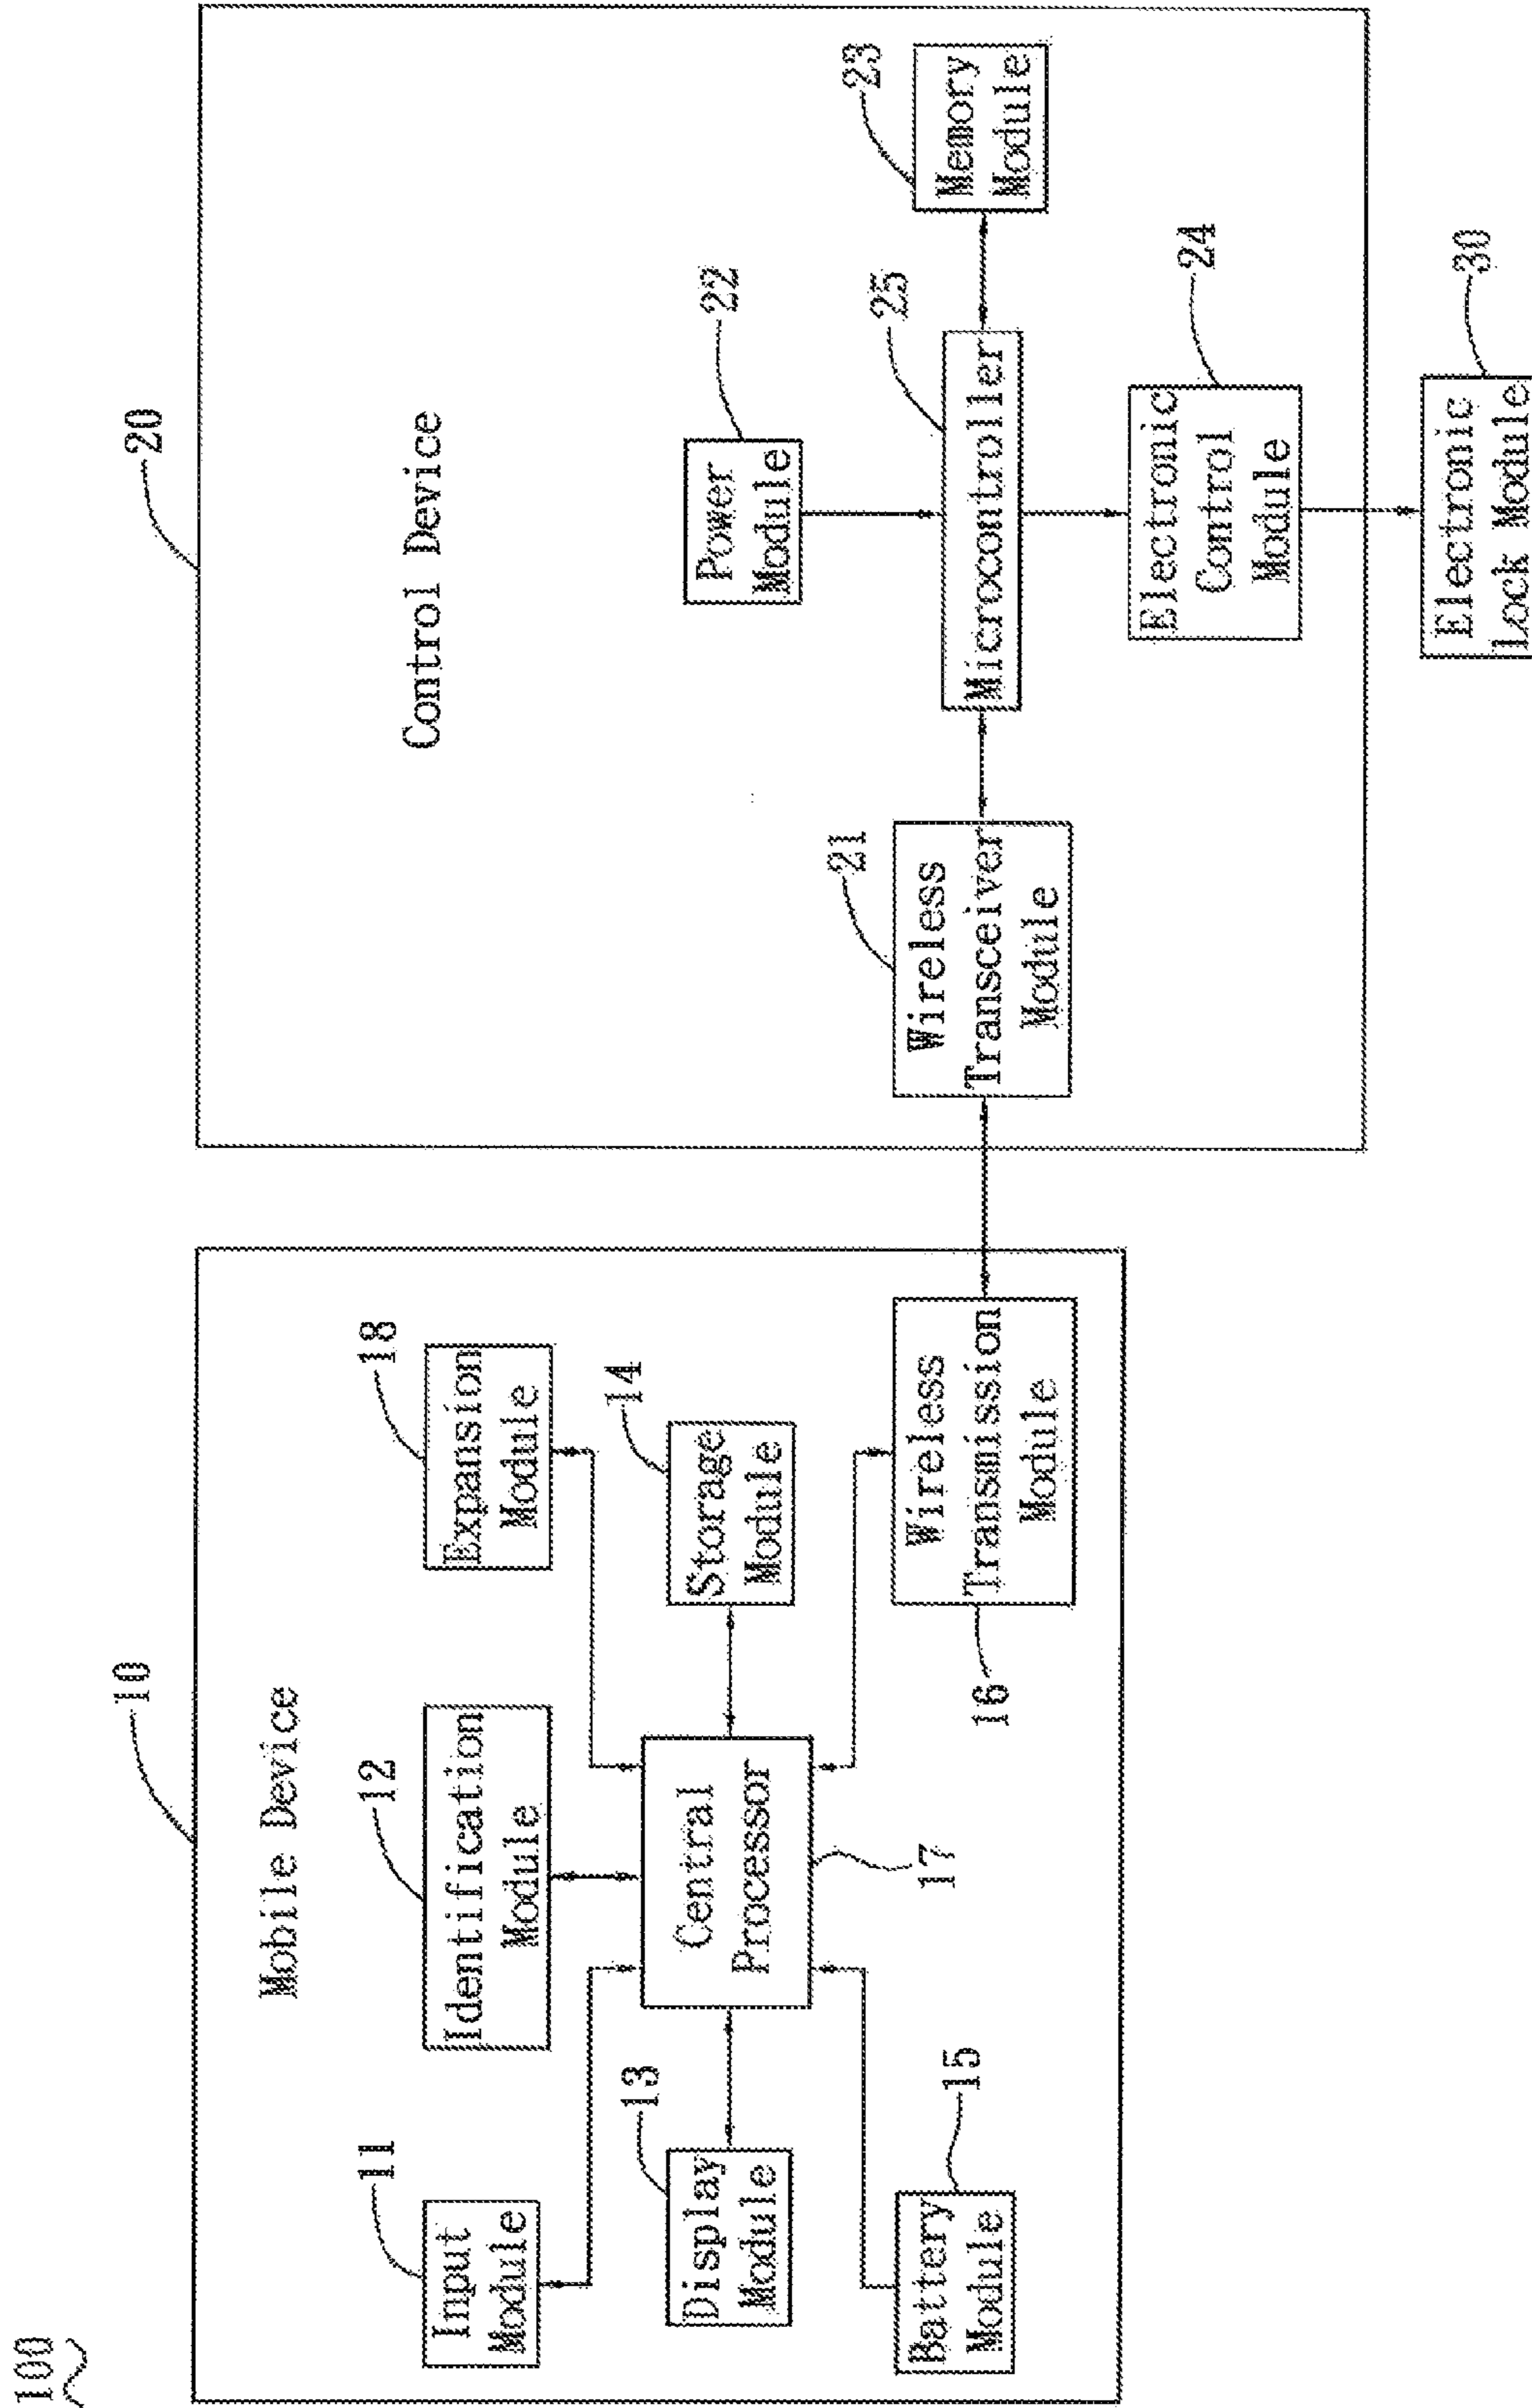 100
10
Mobile Device
11
Input
Module
12
Identification
Module
18
Expansion
Module
13
Display
Module
Central
Processor
17
14
Storage
Module
15
Battery
Module
16
Wireless
Transmission
Module
20
Control Device
22
Power
Module
21
Wireless
Transceiver
Module
25
Microcontroller
23
Memory
Module
24
Electronic
Control
Module
30
Electronic
Lock Module